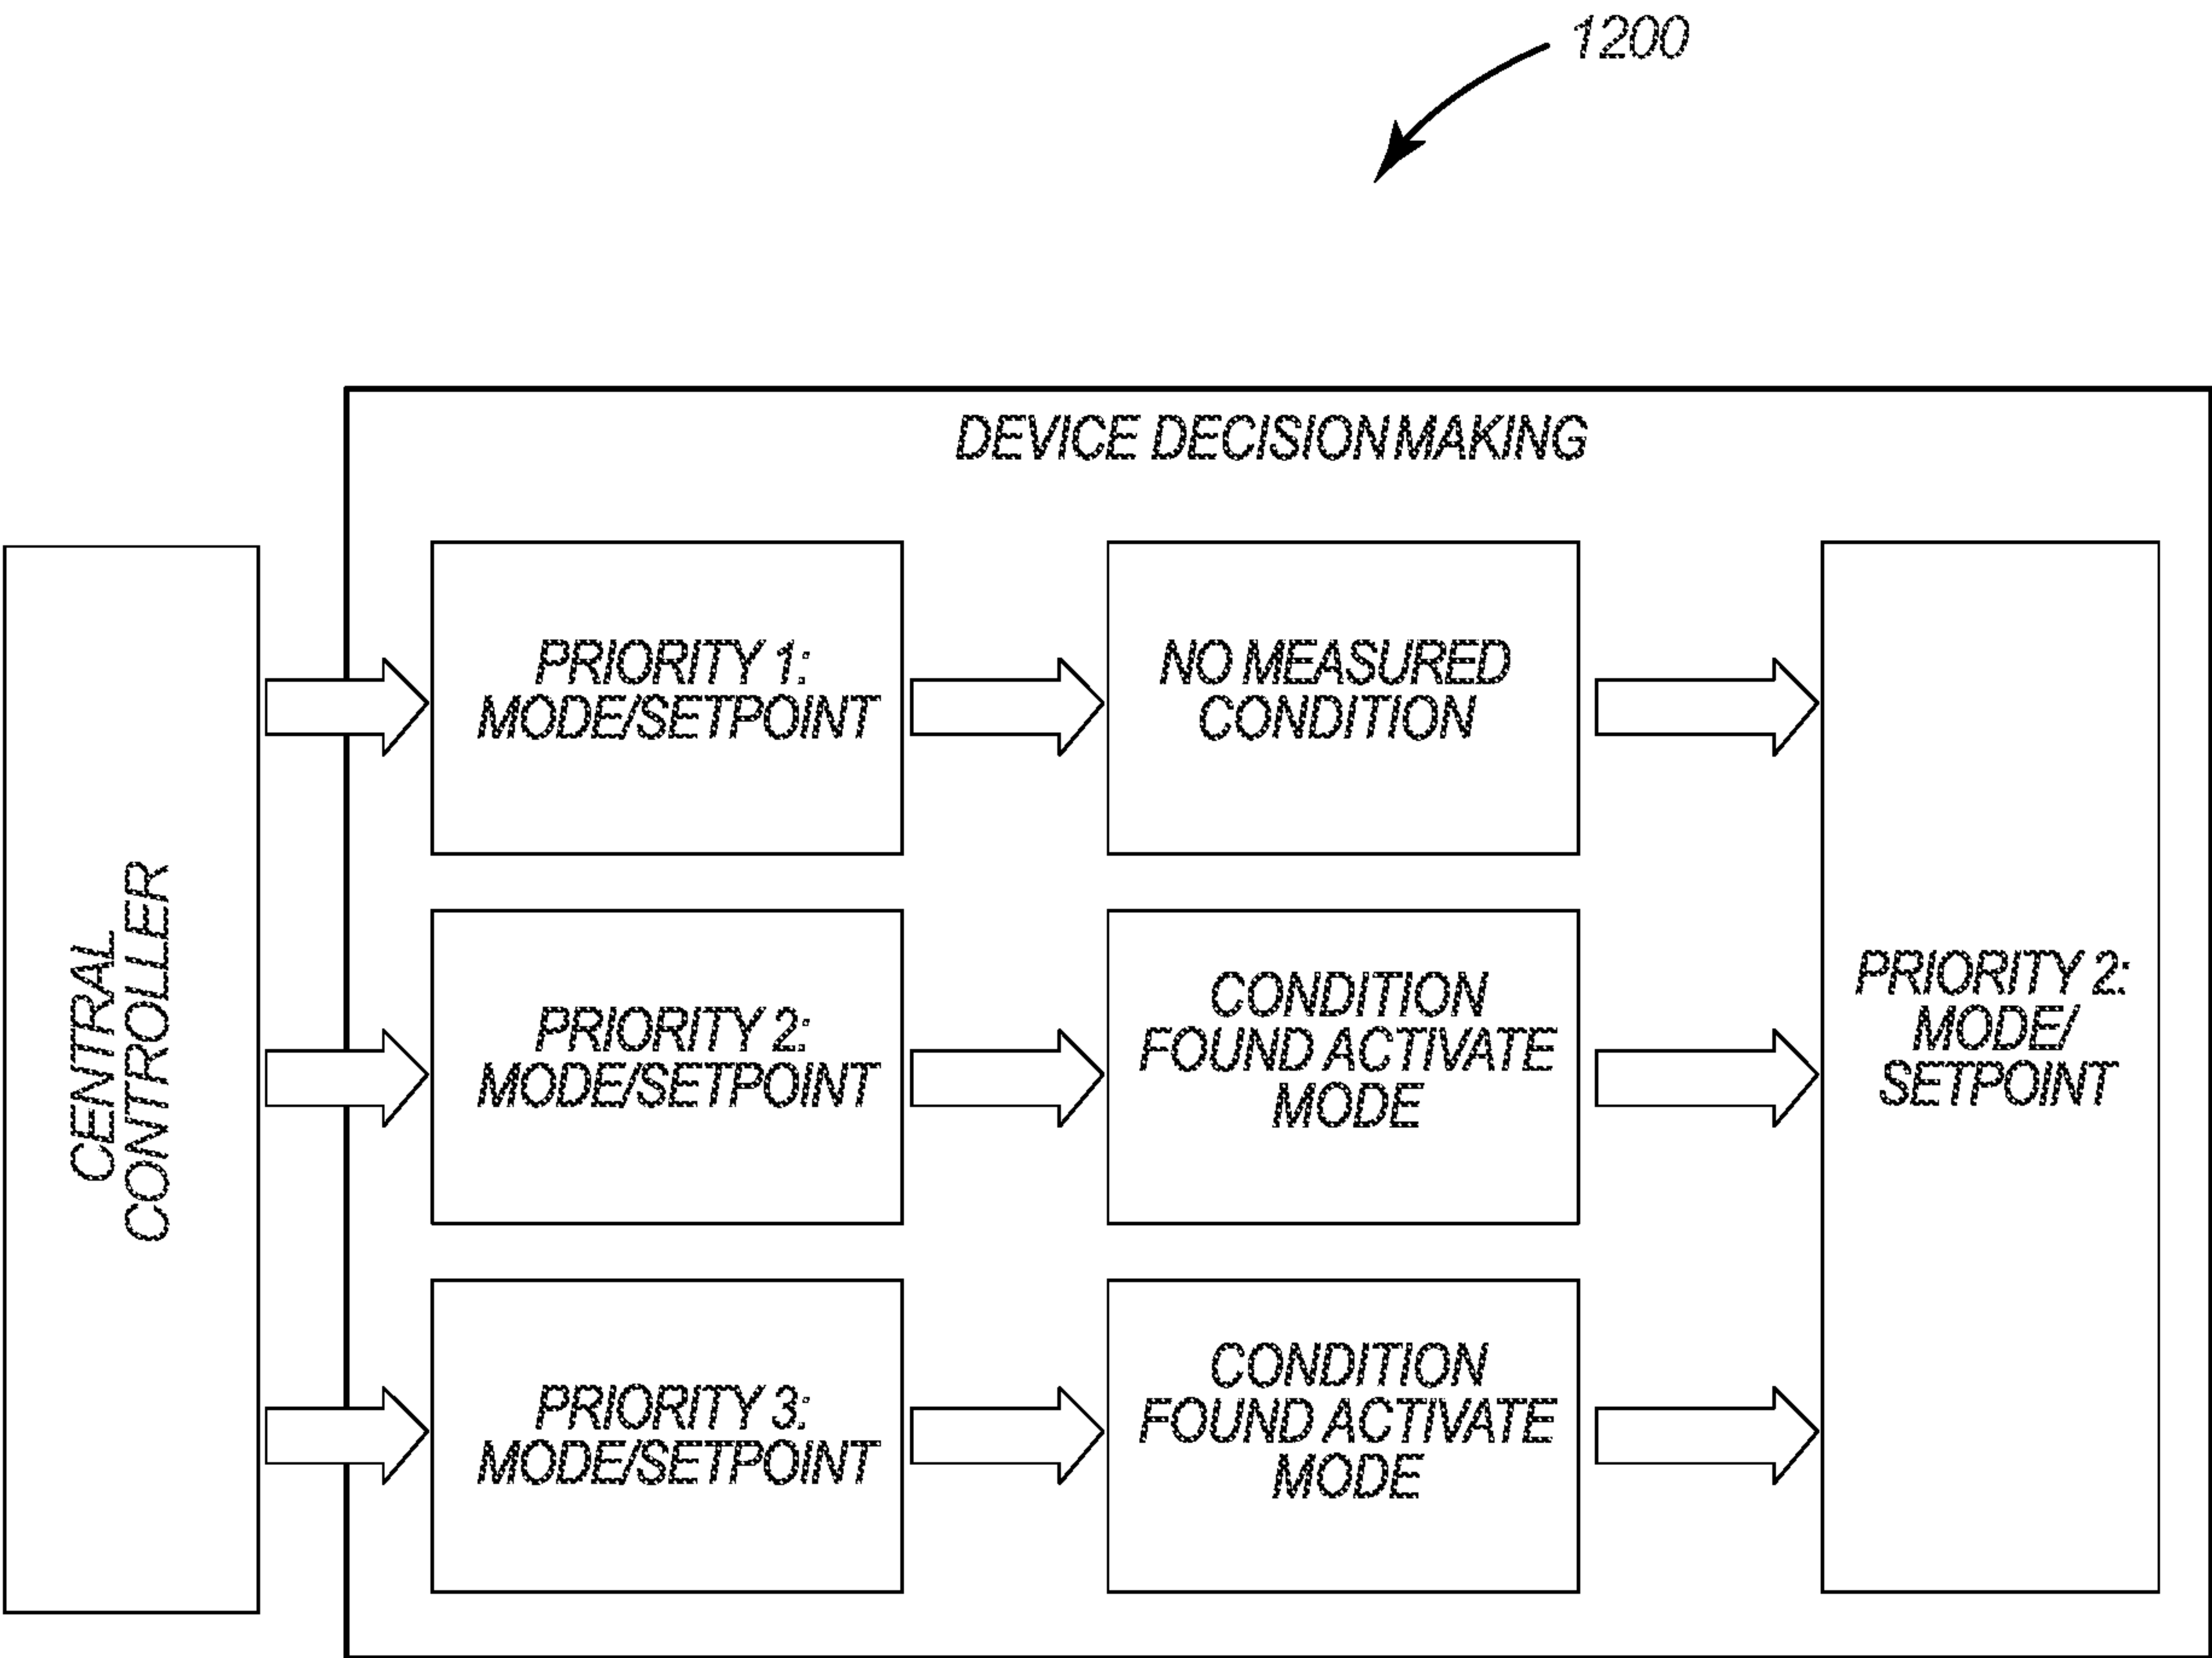 1200
DEVICE DECISION MAKING
CENTRAL
CONTROLLER
PRIORITY 1:
MODE/SETPOINT
NO MEASURED
CONDITION
PRIORITY 2:
MODE/SETPOINT
CONDITION
FOUND ACTIVATE
MODE
PRIORITY 3:
MODE/SETPOINT
CONDITION
FOUND ACTIVATE
MODE
PRIORITY 2:
MODE/
SETPOINT